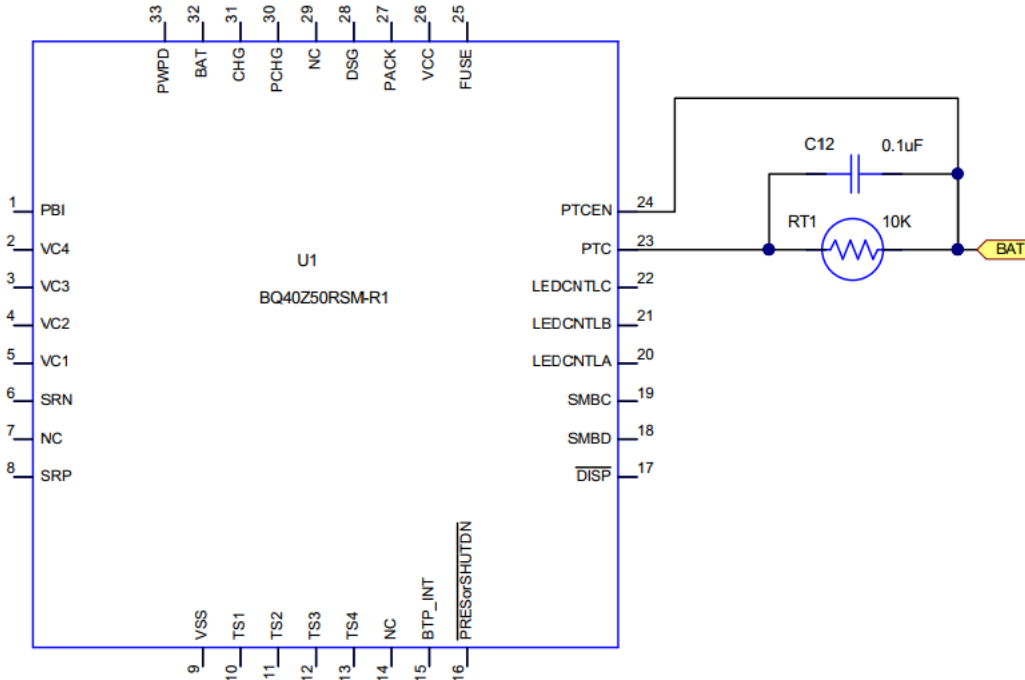 33 32 31 30 29 28 27 26 25
PWPD BAT CHG PCHG NC DSG PACK VCC FUSE
C12 0.1uF
1 PBI PTCEN 24
RT1 10K
2 VC4 PTC 23 BAT
U1
3 VC3 LEDCNTLC 22
BQ40Z50RSM-R1
4 VC2 LEDCNTLB 21
5 VC1 LEDCNTLA 20
6 SRN SMBC 19
7 NC SMBD 18
8 SRP DISP 17
VSS TS1 TS2 TS3 TS4 NC BTP_INT PRESorSHUTDN
9 10 11 12 13 14 15 16